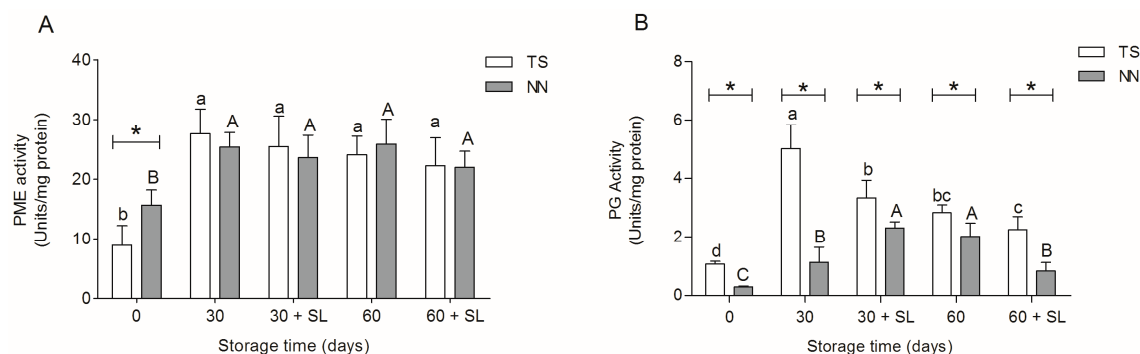 A
PME activity
(Units/mg protein)
40
30
20
10
0
TS
NN
*
b
B
a
A
a
A
a
A
a
A
0
30
30 + SL
60
60 + SL
Storage time (days)
B
PG Activity
(Units/mg protein)
8
6
4
2
0
TS
NN
*
*
*
*
*
d
C
a
B
b
A
bc
A
c
B
0
30
30 + SL
60
60 + SL
Storage time (days)